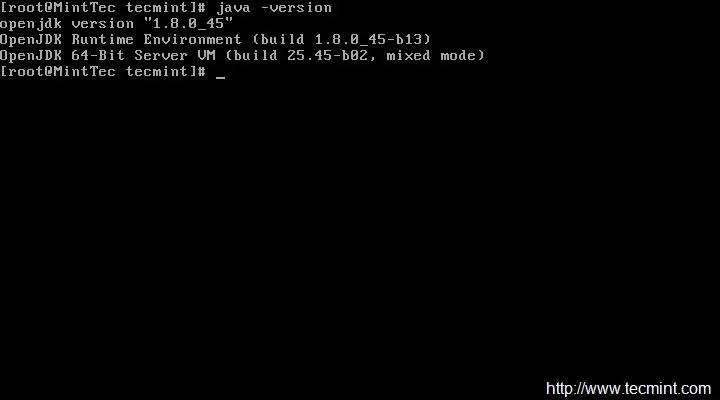 [root@MintTec tecmint]# java -version
openjdk version "1.8.0_45"
OpenJDK Runtime Environment (build 1.8.0_45-b13)
OpenJDK 64-Bit Server VM (build 25.45-b02, mixed mode)
[root@MintTec tecmint]# _
http://www.tecmint.com